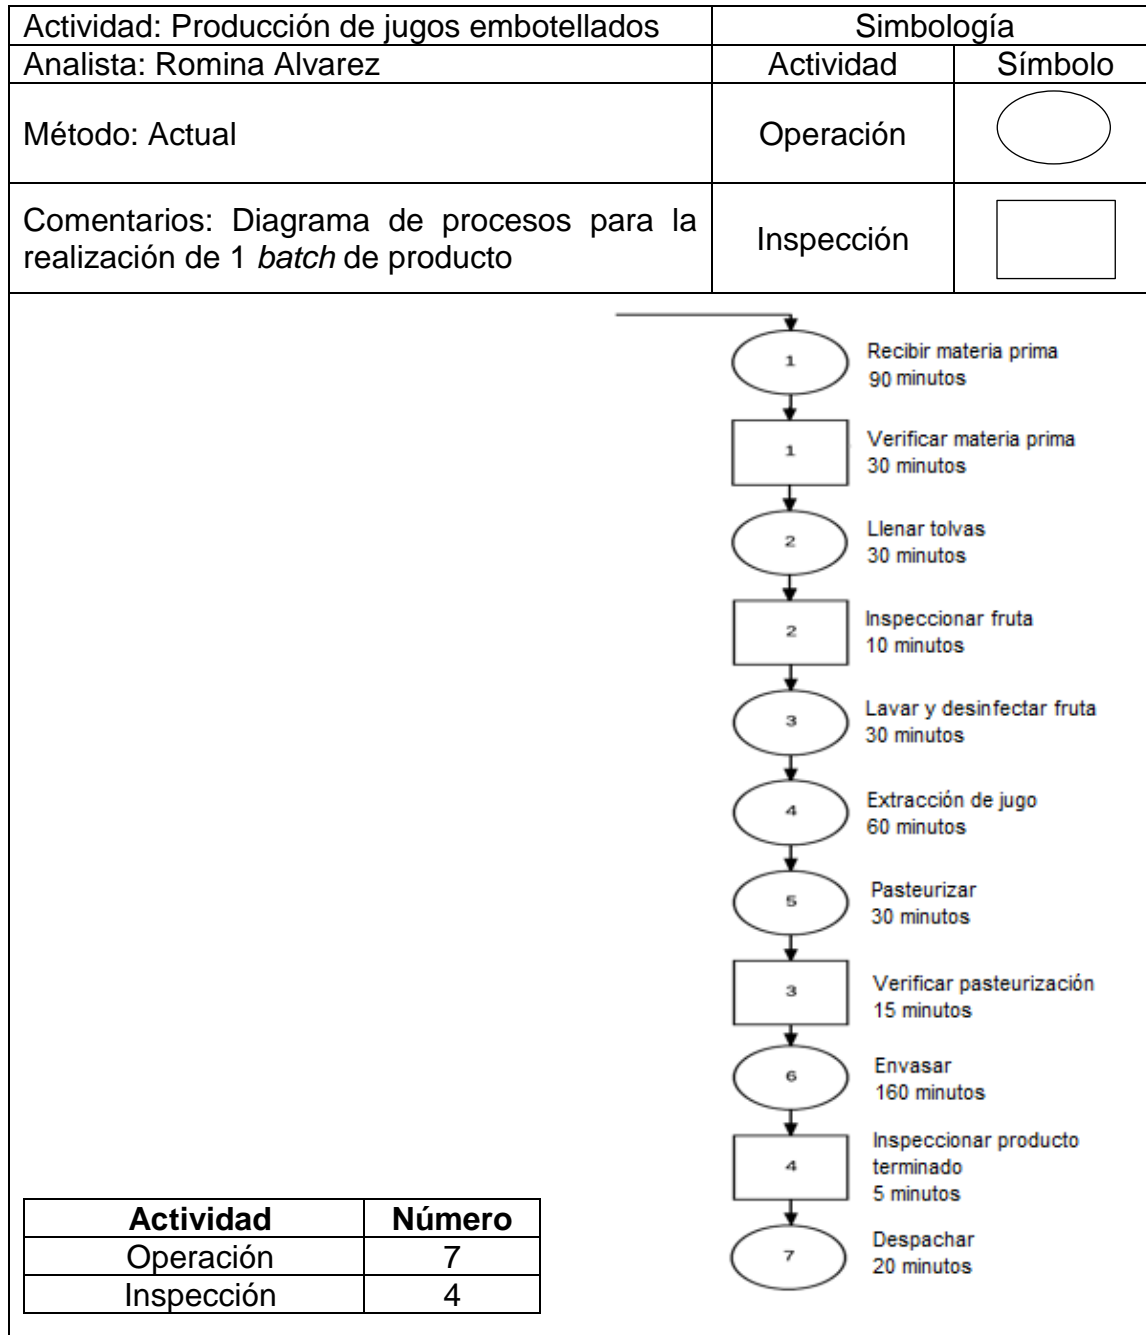 Actividad: Producción de jugos embotellados
Simbología
Analista: Romina Alvarez
Actividad
Símbolo
Método: Actual
Operación
Comentarios: Diagrama de procesos para la
realización de 1 batch de producto
Inspección
1
Recibir materia prima
90 minutos
1
Verificar materia prima
30 minutos
2
Llenar tolvas
30 minutos
2
Inspeccionar fruta
10 minutos
3
Lavar y desinfectar fruta
30 minutos
4
Extracción de jugo
60 minutos
5
Pasteurizar
30 minutos
3
Verificar pasteurización
15 minutos
6
Envasar
160 minutos
4
Inspeccionar producto
terminado
5 minutos
7
Despachar
20 minutos
Actividad
Número
Operación
7
Inspección
4